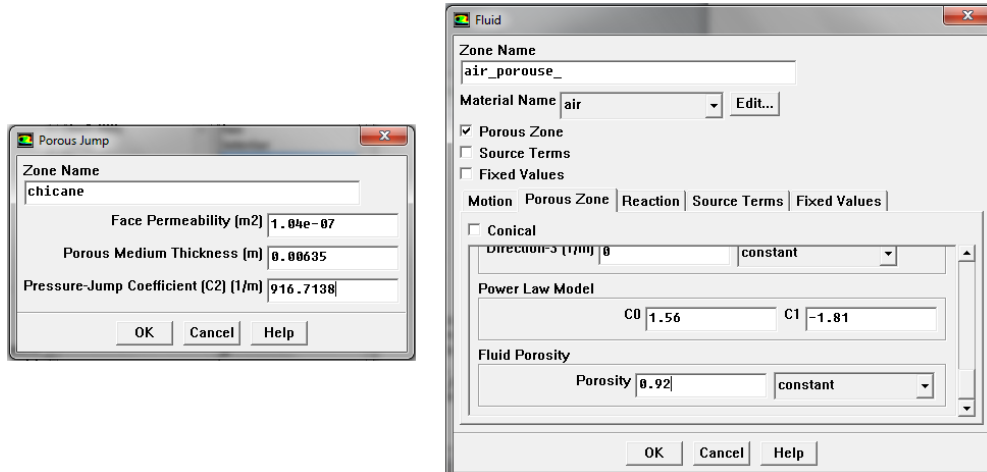 Porous Jump
Zone Name
chicane
Face Permeability (m2) 1.04e-07
Porous Medium Thickness (m) 0.00635
Pressure-Jump Coefficient (C2) (1/m) 916.7138
OK Cancel Help
Fluid
Zone Name
air_porouse_
Material Name air Edit...
Porous Zone
Source Terms
Fixed Values
Motion Porous Zone Reaction Source Terms Fixed Values
Conical
Direction-3 (1/m) 0 constant
Power Law Model
C0 1.56 C1 -1.81
Fluid Porosity
Porosity 0.92 constant
OK Cancel Help